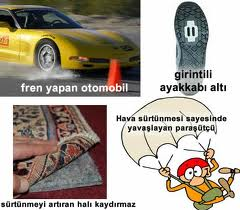 fren yapan otomobil
girintili
ayakkabı altı
Hava sürtünmesi sayesinde
yavaşlayan paraşütçü
sürtünmeyi artıran halı kaydırmaz